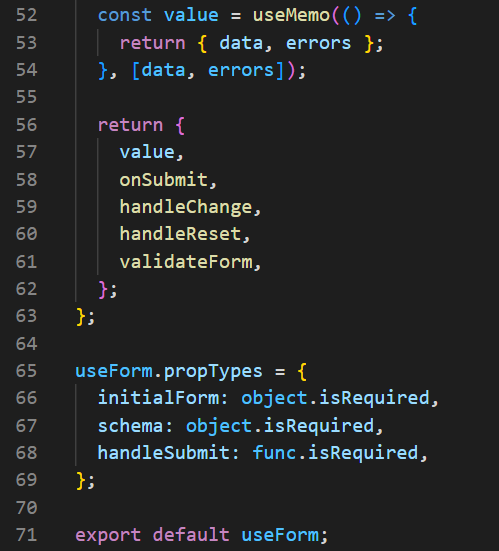 52 const value = useMemo(() => {
53 return { data, errors };
54 }, [data, errors]);
55
56 return {
57 value,
58 onSubmit,
59 handleChange,
60 handleReset,
61 validateForm,
62 };
63 };
64
65 useForm.propTypes = {
66 initialForm: object.isRequired,
67 schema: object.isRequired,
68 handleSubmit: func.isRequired,
69 };
70
71 export default useForm;